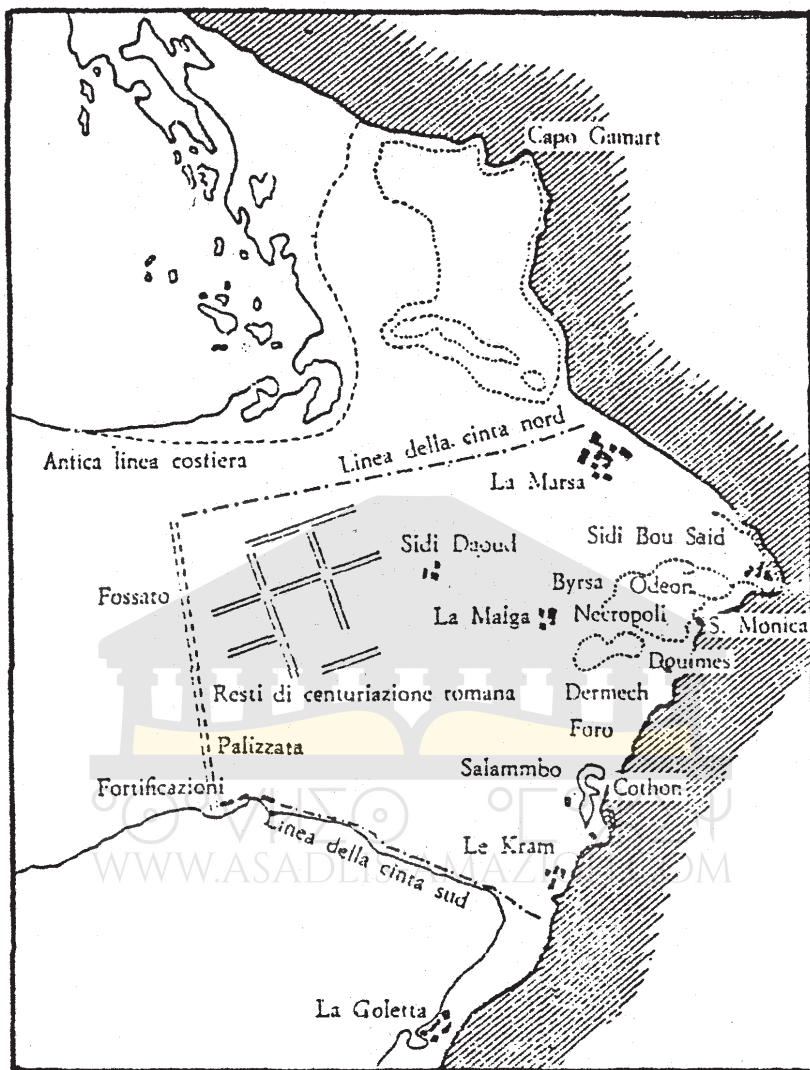 Capo Gamart
Linea della cinta nord
Antica linea costiera
La Marsa
Sidi Bou Said
Sidi Daoud
Fossato
Byrsa
Odeon
La Malga
Necropoli
S. Monica
Douimes
Resti di centuriazione romana
Dermech
Foro
Palizzata
Salammbo
Fortificazioni
Cothon
Linea della cinta sud
Le Kram
La Goletta